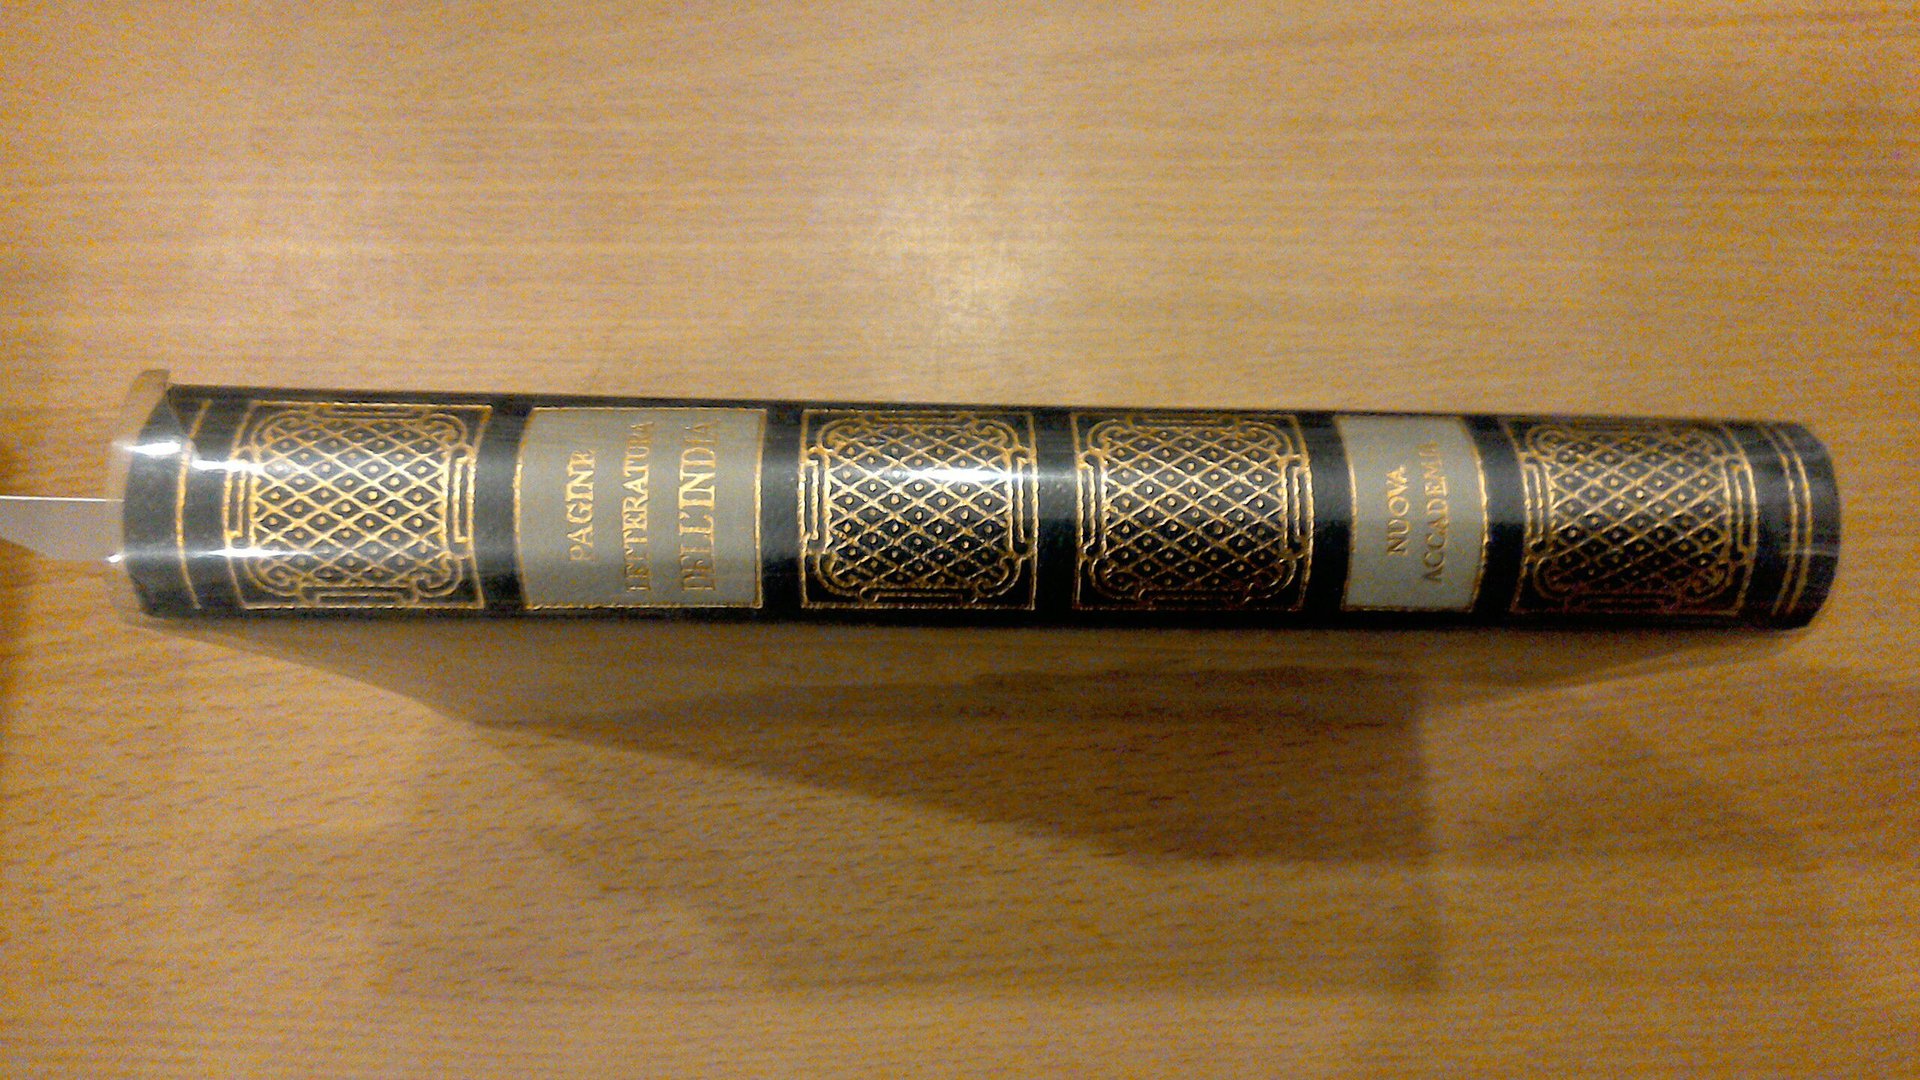 PAGINE
LETTERATURA
DELL'INDIA
NUOVA
ACCADEMIA